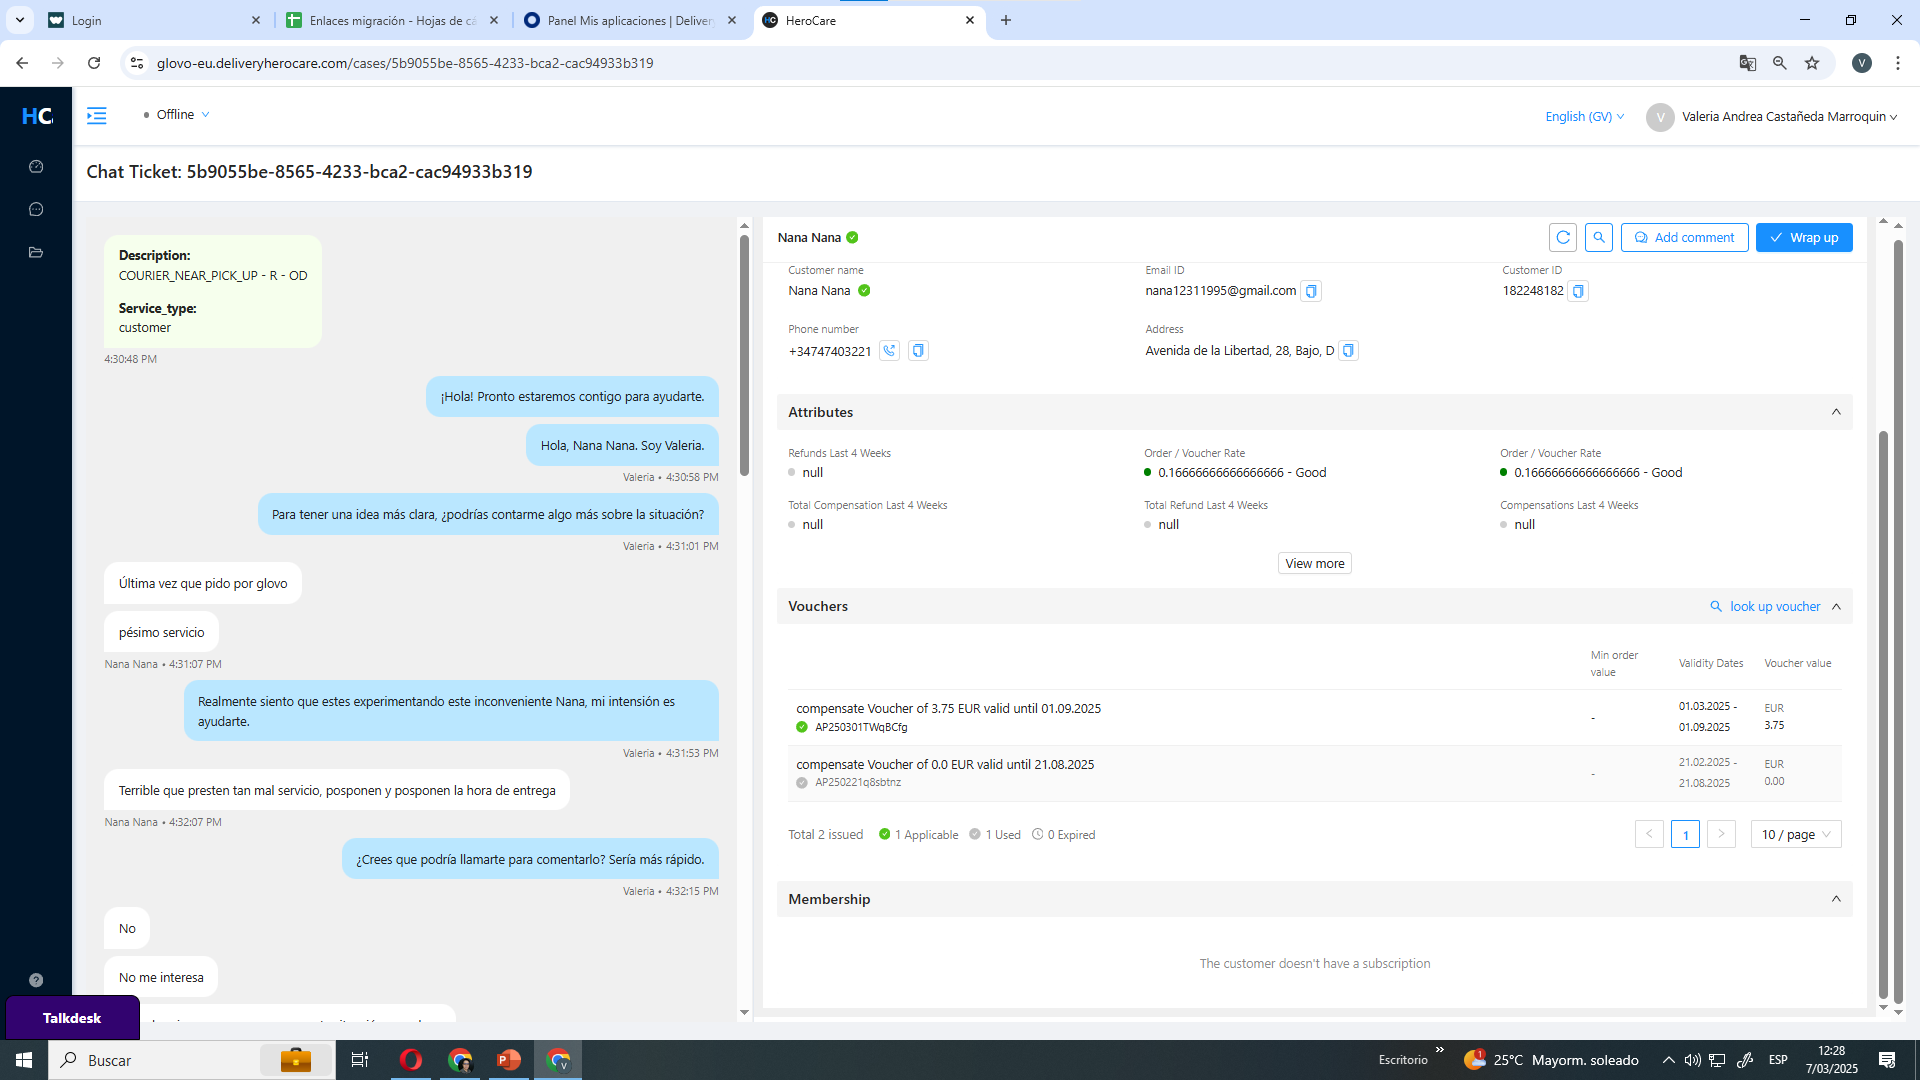 Login
Enlaces migración - Hojas de cá
Panel Mis aplicaciones | Deliver
HC
HeroCare
glovo-eu.deliveryherocare.com/cases/5b9055be-8565-4233-bca2-cac94933b319
V
HC
Offline
English (GV)
V
Valeria Andrea Castañeda Marroquin
Chat Ticket: 5b9055be-8565-4233-bca2-cac94933b319
Description:
COURIER_NEAR_PICK_UP - R - OD
Service_type:
customer
4:30:48 PM
¡Hola! Pronto estaremos contigo para ayudarte.
Hola, Nana Nana. Soy Valeria.
Valeria • 4:30:58 PM
Para tener una idea más clara, ¿podrías contarme algo más sobre la situación?
Valeria • 4:31:01 PM
Última vez que pido por glovo
pésimo servicio
Nana Nana • 4:31:07 PM
Realmente siento que estes experimentando este inconveniente Nana, mi intensión es
ayudarte.
Valeria • 4:31:53 PM
Terrible que presten tan mal servicio, posponen y posponen la hora de entrega
Nana Nana • 4:32:07 PM
¿Crees que podría llamarte para comentarlo? Sería más rápido.
Valeria • 4:32:15 PM
No
No me interesa
Talkdesk
Nana Nana
Add comment
Wrap up
Customer name
Email ID
Customer ID
Nana Nana
nana12311995@gmail.com
182248182
Phone number
Address
+34747403221
Avenida de la Libertad, 28, Bajo, D
Attributes
Refunds Last 4 Weeks
Order / Voucher Rate
Order / Voucher Rate
null
0.16666666666666666 - Good
0.16666666666666666 - Good
Total Compensation Last 4 Weeks
Total Refund Last 4 Weeks
Compensations Last 4 Weeks
null
null
null
View more
Vouchers
look up voucher
Min order
value
Validity Dates
Voucher value
compensate Voucher of 3.75 EUR valid until 01.09.2025
AP250301TWqBCfg
-
01.03.2025 -
01.09.2025
EUR
3.75
compensate Voucher of 0.0 EUR valid until 21.08.2025
AP250221q8sbtnz
-
21.02.2025 -
21.08.2025
EUR
0.00
Total 2 issued
1 Applicable
1 Used
0 Expired
1
10 / page
Membership
The customer doesn't have a subscription
Buscar
Escritorio
1
25°C Mayorm. soleado
ESP
12:28
7/03/2025